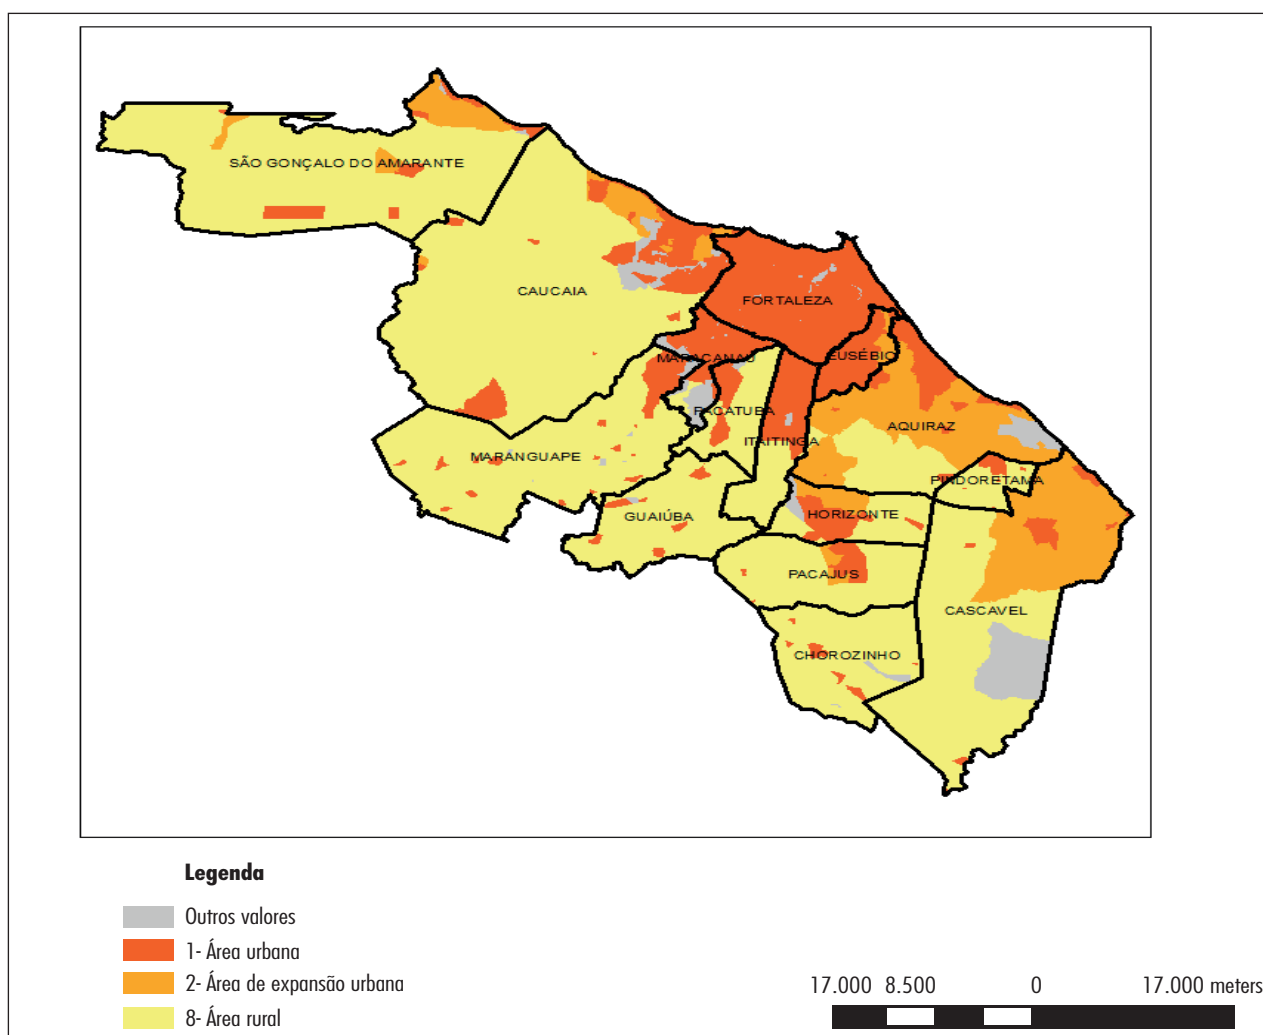 SÃO GONÇALO DO AMARANTE
CAUCAIA
FORTALEZA
MARACANAÚ
EUSÉBIO
PACATUBA
ITAITINGA
AQUIRAZ
MARANGUAPE
PINDORETAMA
GUAIÚBA
HORIZONTE
PACAJUS
CASCAVEL
CHOROZINHO
Legenda
Outros valores
1- Área urbana
2- Área de expansão urbana
8- Área rural
17.000 8.500 0 17.000 meters